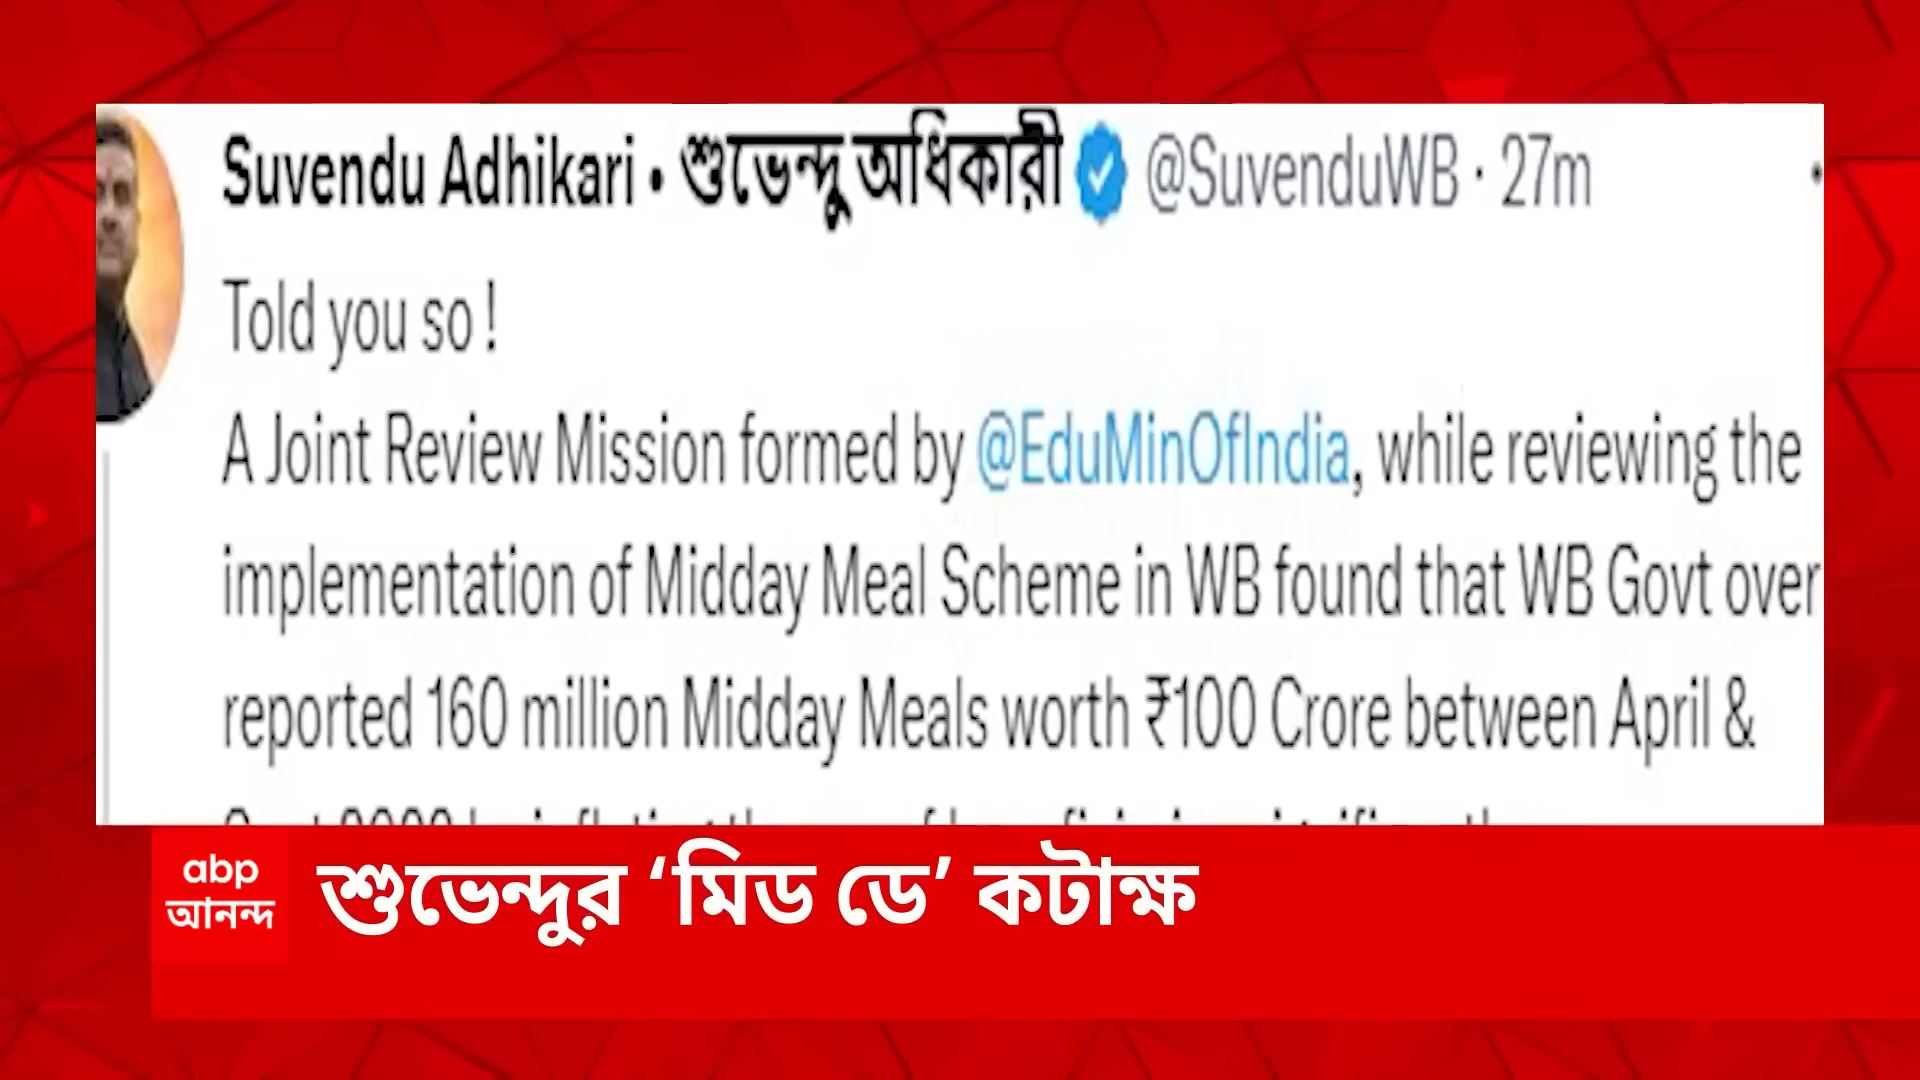 Suvendu Adhikari • শুভেন্দু অধিকারী @SuvenduWB · 27m
Told you so !
A Joint Review Mission formed by @EduMinOfIndia, while reviewing the
implementation of Midday Meal Scheme in WB found that WB Govt over
reported 160 million Midday Meals worth ₹100 Crore between April &
abp
আনন্দ
শুভেন্দুর ‘মিড ডে’ কটাক্ষ